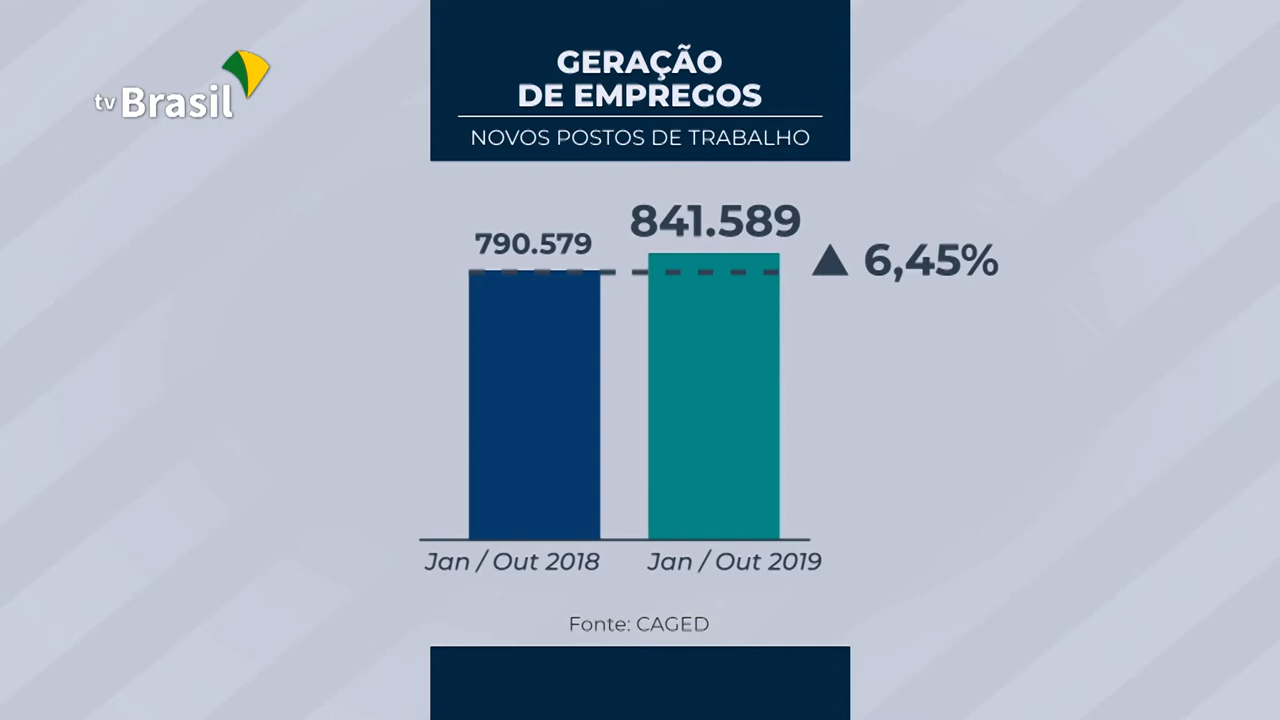 tv Brasil
GERAÇÃO
DE EMPREGOS
NOVOS POSTOS DE TRABALHO
790.579
841.589
6,45%
Jan / Out 2018
Jan / Out 2019
Fonte: CAGED